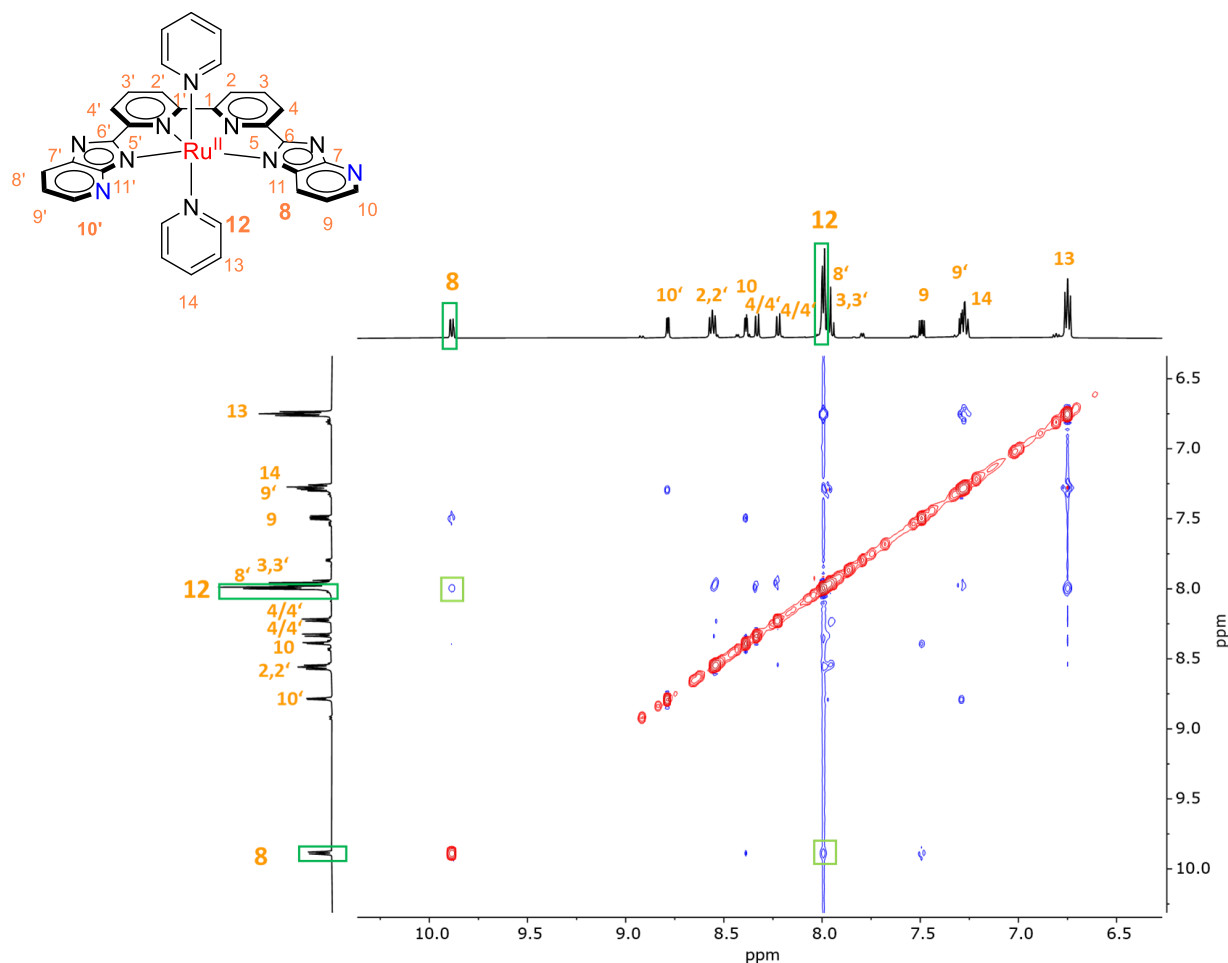 N
3' 2' 2 3
4' 1' 1 4
N N N
6' 6
N 5' Ru II 5 N
N N
7' 7
8' N 11' N 11 N
9' 10' 12 8 9 10
N
13
14
12
8 10' 2,2' 10 4/4' 4/4' 8' 3,3' 9 9' 14 13
13
14
9'
9
3,3'
8'
12
4/4'
4/4'
10
2,2'
10'
8
6.5
7.0
7.5
8.0
8.5
9.0
9.5
10.0
ppm
10.0 9.5 9.0 8.5 8.0 7.5 7.0 6.5
ppm